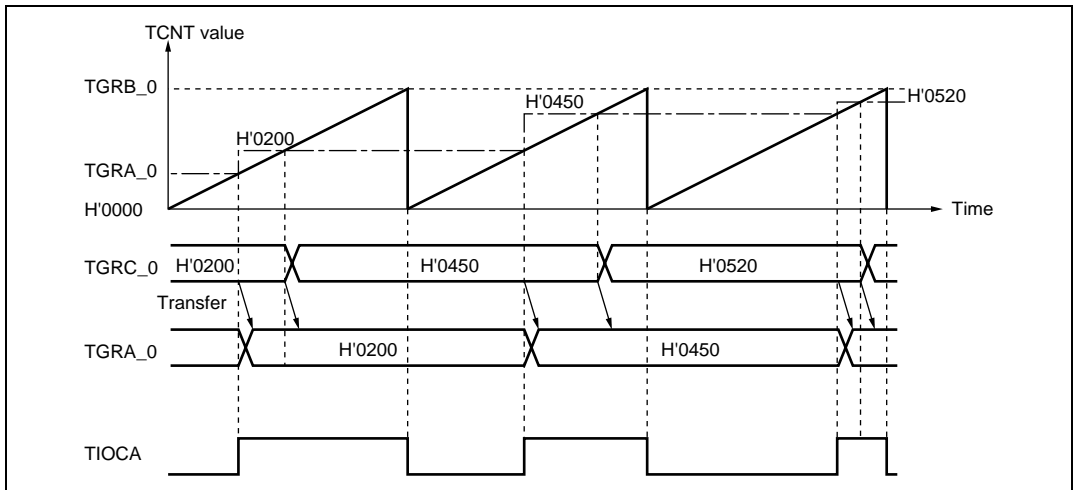 TCNT value
TGRB_0
H'0520
H'0450
H'0200
TGRA_0
H'0000
Time
TGRC_0
H'0200
H'0450
H'0520
Transfer
TGRA_0
H'0200
H'0450
TIOCA